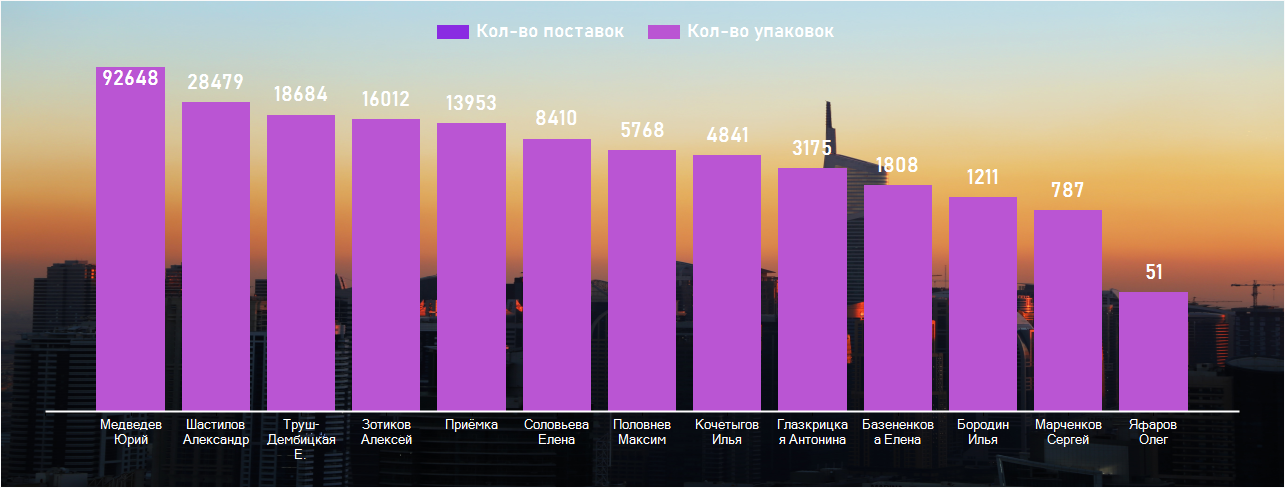 Кол-во поставок Кол-во упаковок
92648 28479 18684 16012 13953 8410 5768 4841 3175 1808 1211 787 51
Медведев Шастилов Труш- Зотиков Приёмка Соловьева Половнев Кочетыгов Глазкрицка Базененков Бородин Марченков Яфаров
Юрий Александр Дембицкая Алексей Елена Максим Илья я Антонина а Елена Илья Сергей Олег
Е.